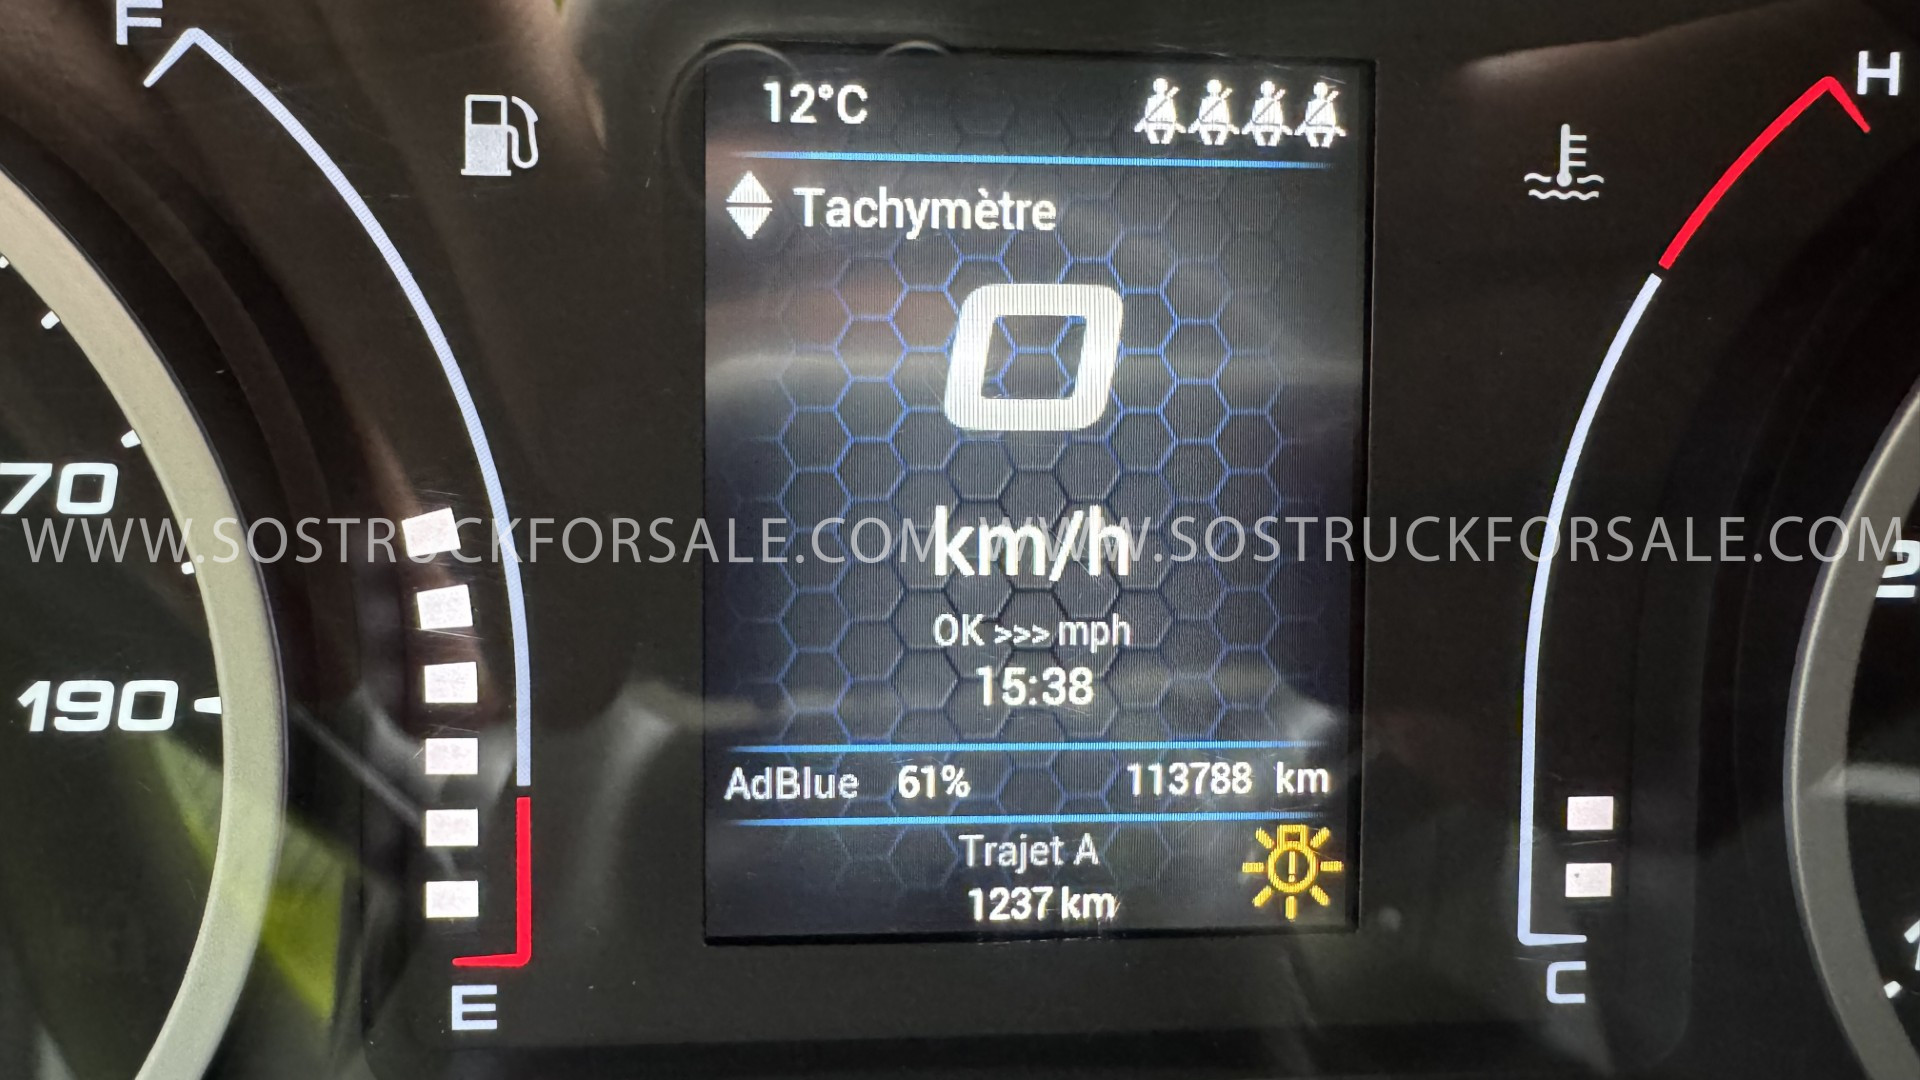 F
H
12°C
Tachymètre
0
70
WWW.SOSTRUCKFORSALE.COM WWW.SOSTRUCKFORSALE.COM
km/h
2
OK >>> mph
15:38
190
AdBlue 61% 113788 km
Trajet A
1237 km
E
C